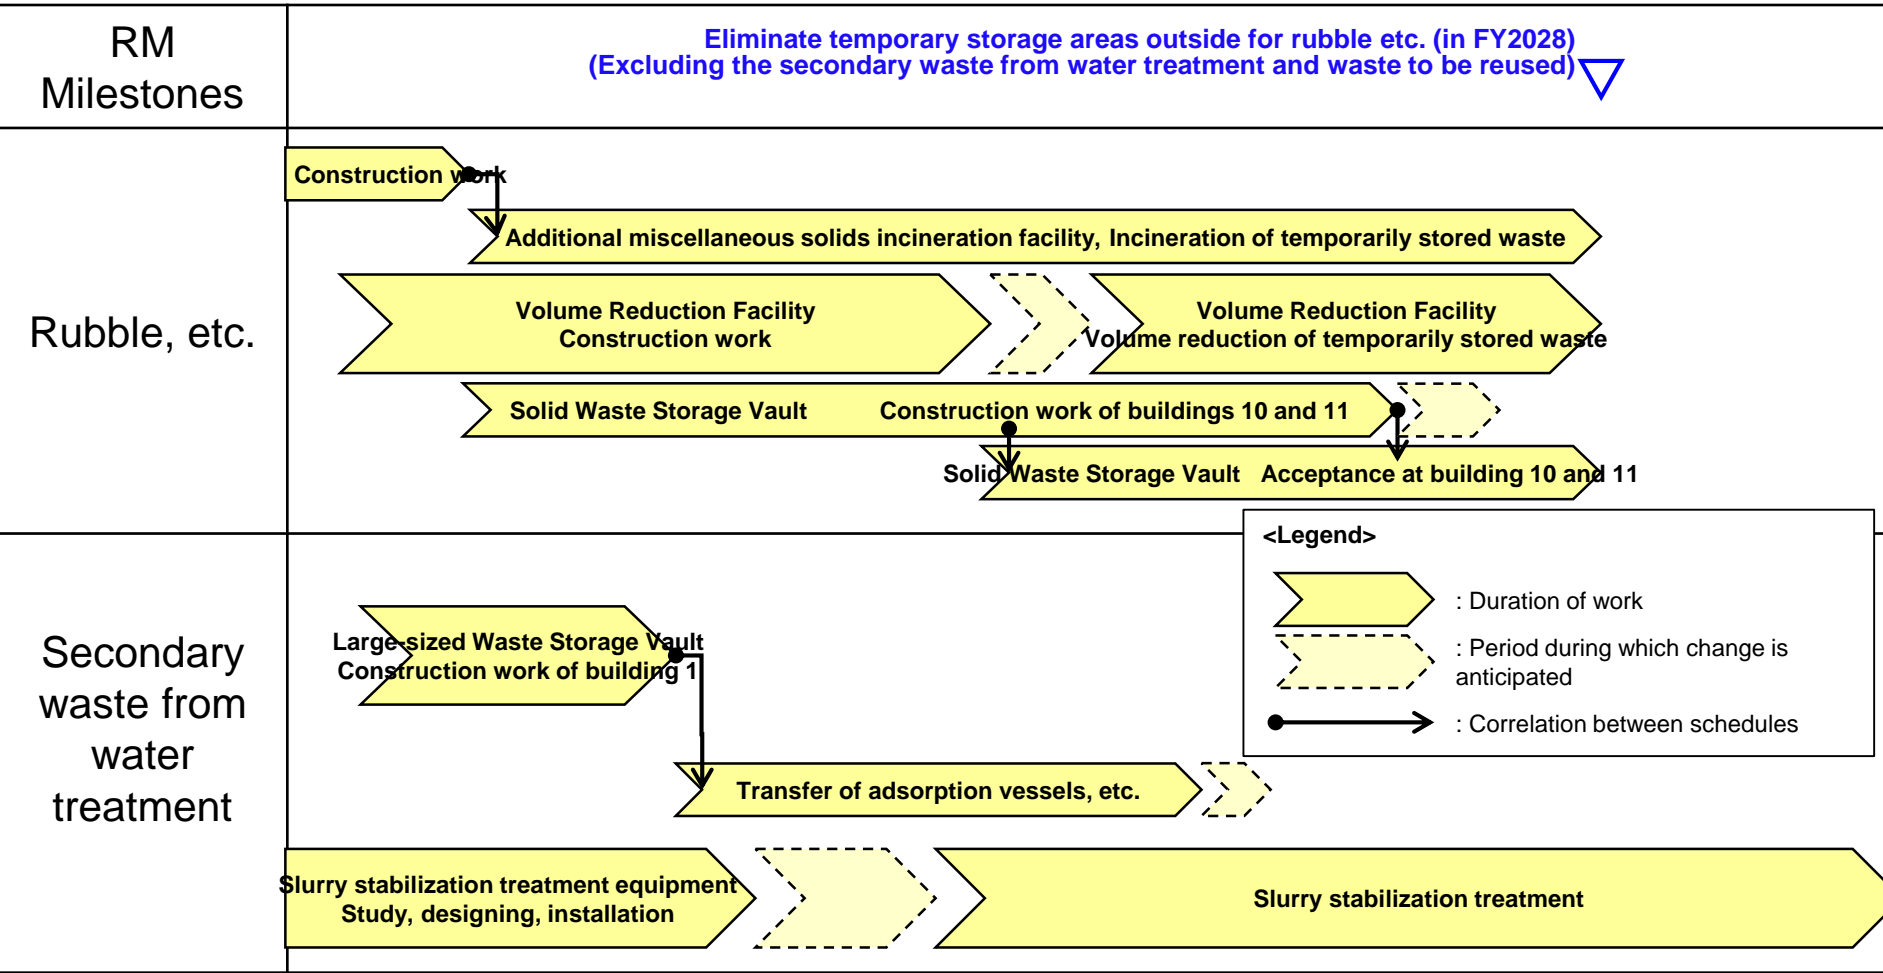 RM
Milestones
Eliminate temporary storage areas outside for rubble etc. (in FY2028)
(Excluding the secondary waste from water treatment and waste to be reused)
Rubble, etc.
Construction work
Additional miscellaneous solids incineration facility, Incineration of temporarily stored waste
Volume Reduction Facility
Construction work
Volume Reduction Facility
Volume reduction of temporarily stored waste
Solid Waste Storage Vault Construction work of buildings 10 and 11
Solid Waste Storage Vault Acceptance at building 10 and 11
Secondary
waste from
water
treatment
Large-sized Waste Storage Vault
Construction work of building 1
Transfer of adsorption vessels, etc.
Slurry stabilization treatment equipment
Study, designing, installation
Slurry stabilization treatment
<Legend>
: Duration of work
: Period during which change is
anticipated
: Correlation between schedules